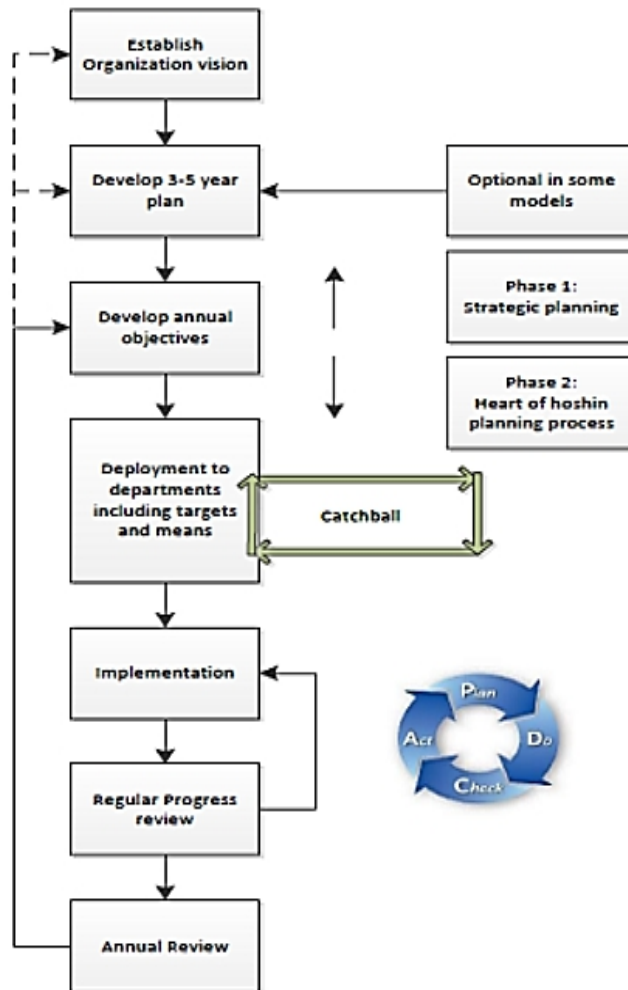 Establish
Organization vision
Develop 3-5 year
plan
Optional in some
models
Develop annual
objectives
Phase 1:
Strategic planning
Phase 2:
Heart of hoshin
planning process
Deployment to
departments
including targets
and means
Catchball
Implementation
Plan
Act
Do
Check
Regular Progress
review
Annual Review